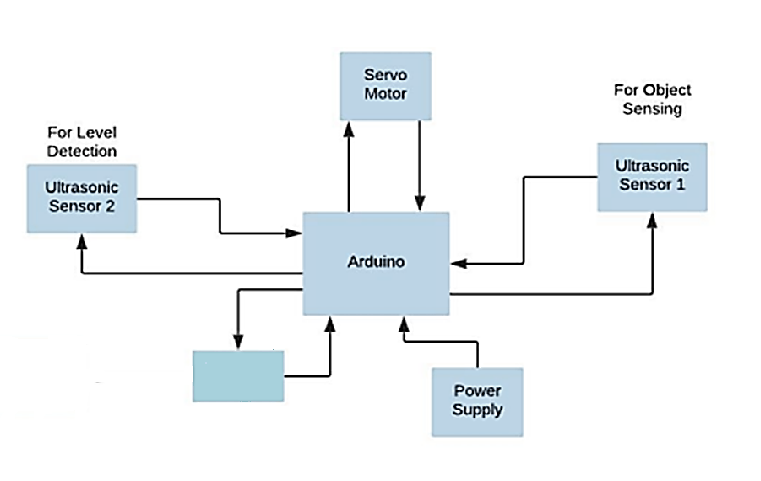 Servo
Motor
For Object
Sensing
For Level
Detection
Ultrasonic
Sensor 1
Ultrasonic
Sensor 2
Arduino
Power
Supply